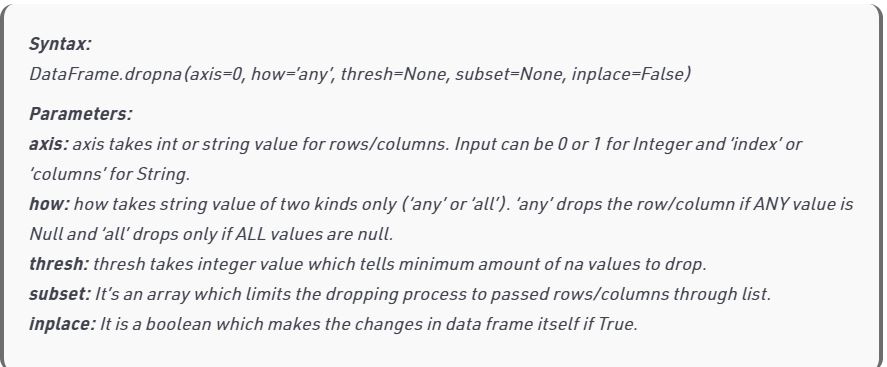 Syntax:
DataFrame.dropna(axis=0, how=’any’, thresh=None, subset=None, inplace=False)
Parameters:
axis: axis takes int or string value for rows/columns. Input can be 0 or 1 for Integer and ‘index’ or
‘columns’ for String.
how: how takes string value of two kinds only (‘any’ or ‘all’). ‘any’ drops the row/column if ANY value is
Null and ‘all’ drops only if ALL values are null.
thresh: thresh takes integer value which tells minimum amount of na values to drop.
subset: It’s an array which limits the dropping process to passed rows/columns through list.
inplace: It is a boolean which makes the changes in data frame itself if True.